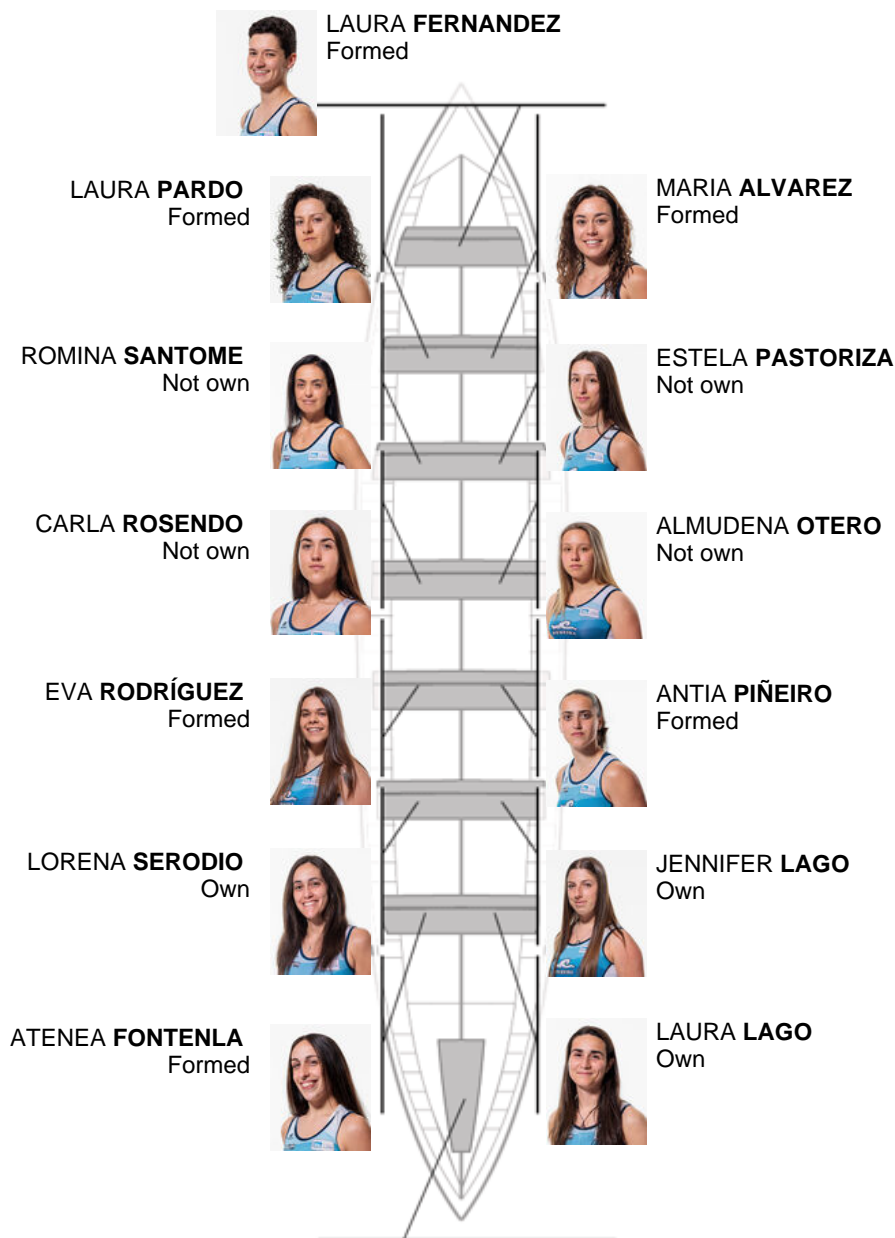 LAURA FERNANDEZ
Formed
LAURA PARDO
Formed
MARIA ALVAREZ
Formed
ROMINA SANTOME
Not own
ESTELA PASTORIZA
Not own
CARLA ROSENDO
Not own
ALMUDENA OTERO
Not own
EVA RODRÍGUEZ
Formed
ANTIA PIÑEIRO
Formed
LORENA SERODIO
Own
JENNIFER LAGO
Own
ATENEA FONTENLA
Formed
LAURA LAGO
Own